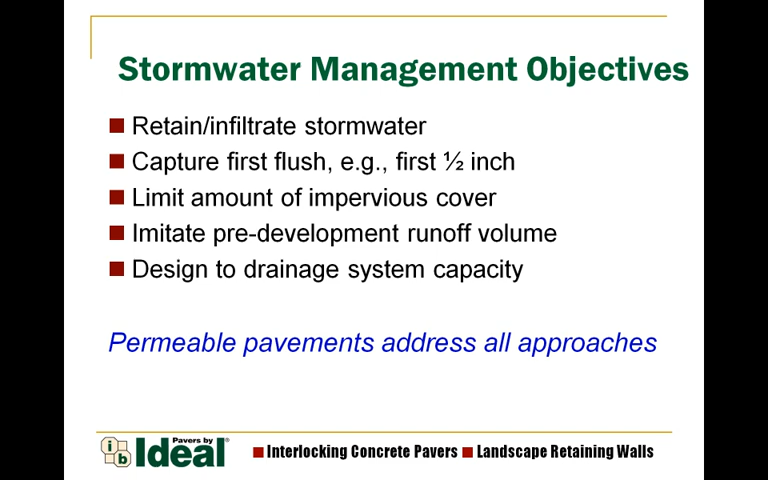 Stormwater Management Objectives
Retain/infiltrate stormwater
Capture first flush, e.g., first ½ inch
Limit amount of impervious cover
Imitate pre-development runoff volume
Design to drainage system capacity
Permeable pavements address all approaches
i b
Pavers by
Ideal®
Interlocking Concrete Pavers ■ Landscape Retaining Walls